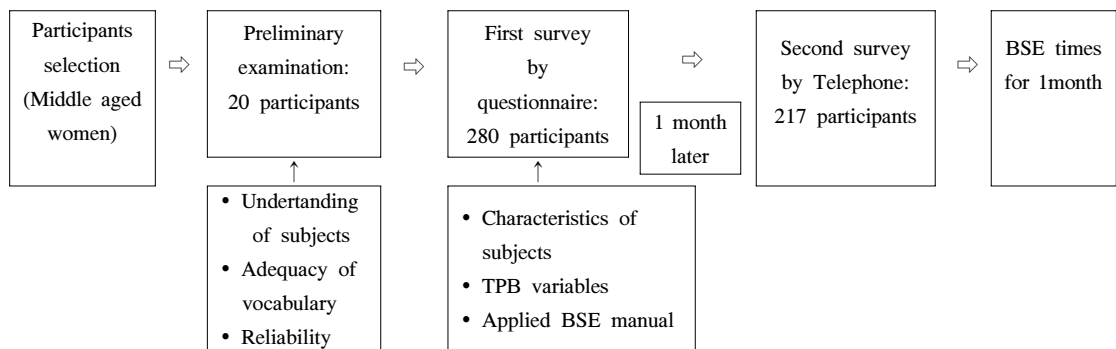 Participants
selection
(Middle aged
women)
⇨
Preliminary
examination:
20 participants
⇨
First survey
by
questionnaire:
280 participants
⇨
1 month
later
Second survey
by Telephone:
217 participants
⇨
BSE times
for 1month
↑
• Undertanding
of subjects
• Adequacy of
vocabulary
• Reliability
↑
• Characteristics of
subjects
• TPB variables
• Applied BSE manual